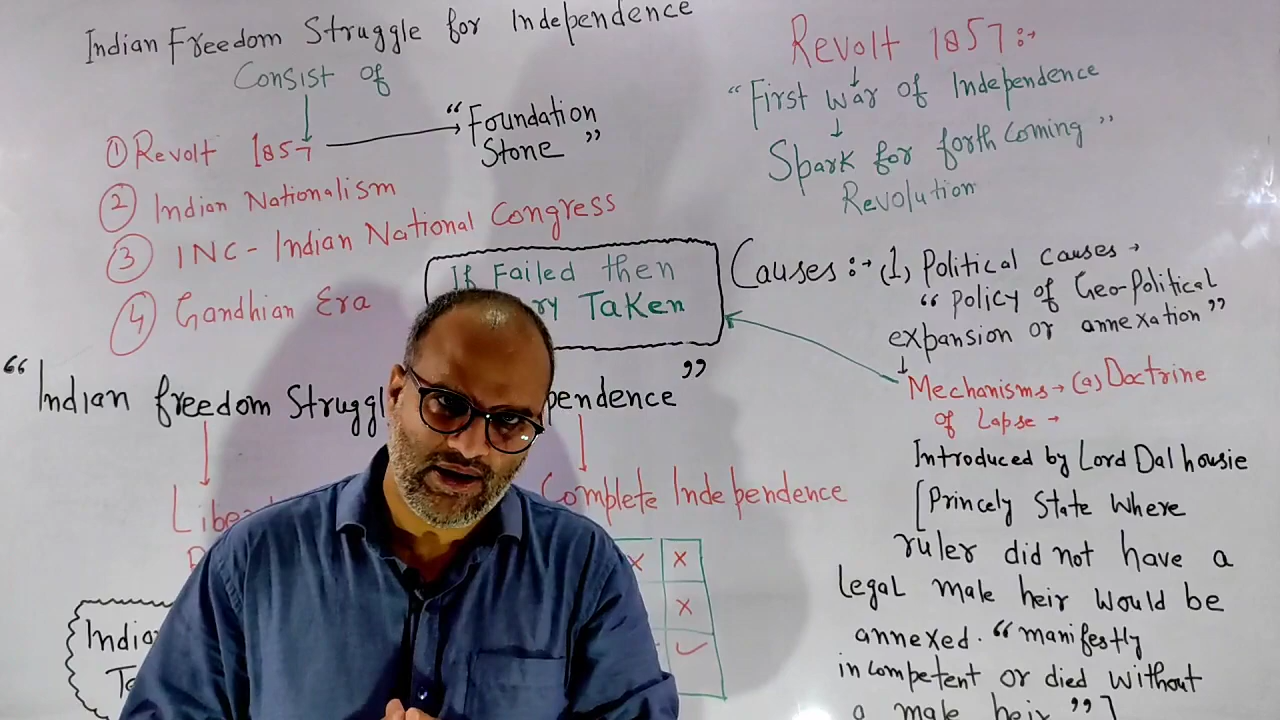 Indian Freedom Struggle for Independence
Consist of
① Revolt 1857 → "Foundation
Stone"
② Indian Nationalism
③ INC - Indian National Congress
④ Gandhian Era
If Failed then
Taken
"Indian freedom
"
Complete Independence
x x
x
✓
Revolt 1857:→
"First war of Independence
Spark for forth Coming"
Revolution
Causes:→ (1) Political causes →
"policy of Geo-political
expansion or annexation"
Mechanisms → (a) Doctrine
of Lapse →
Introduced by Lord Dalhousie
[Princely State Where
ruler did not have a
legal male heir would be
annexed. "manifestly
incompetent or died without
a male heir"]